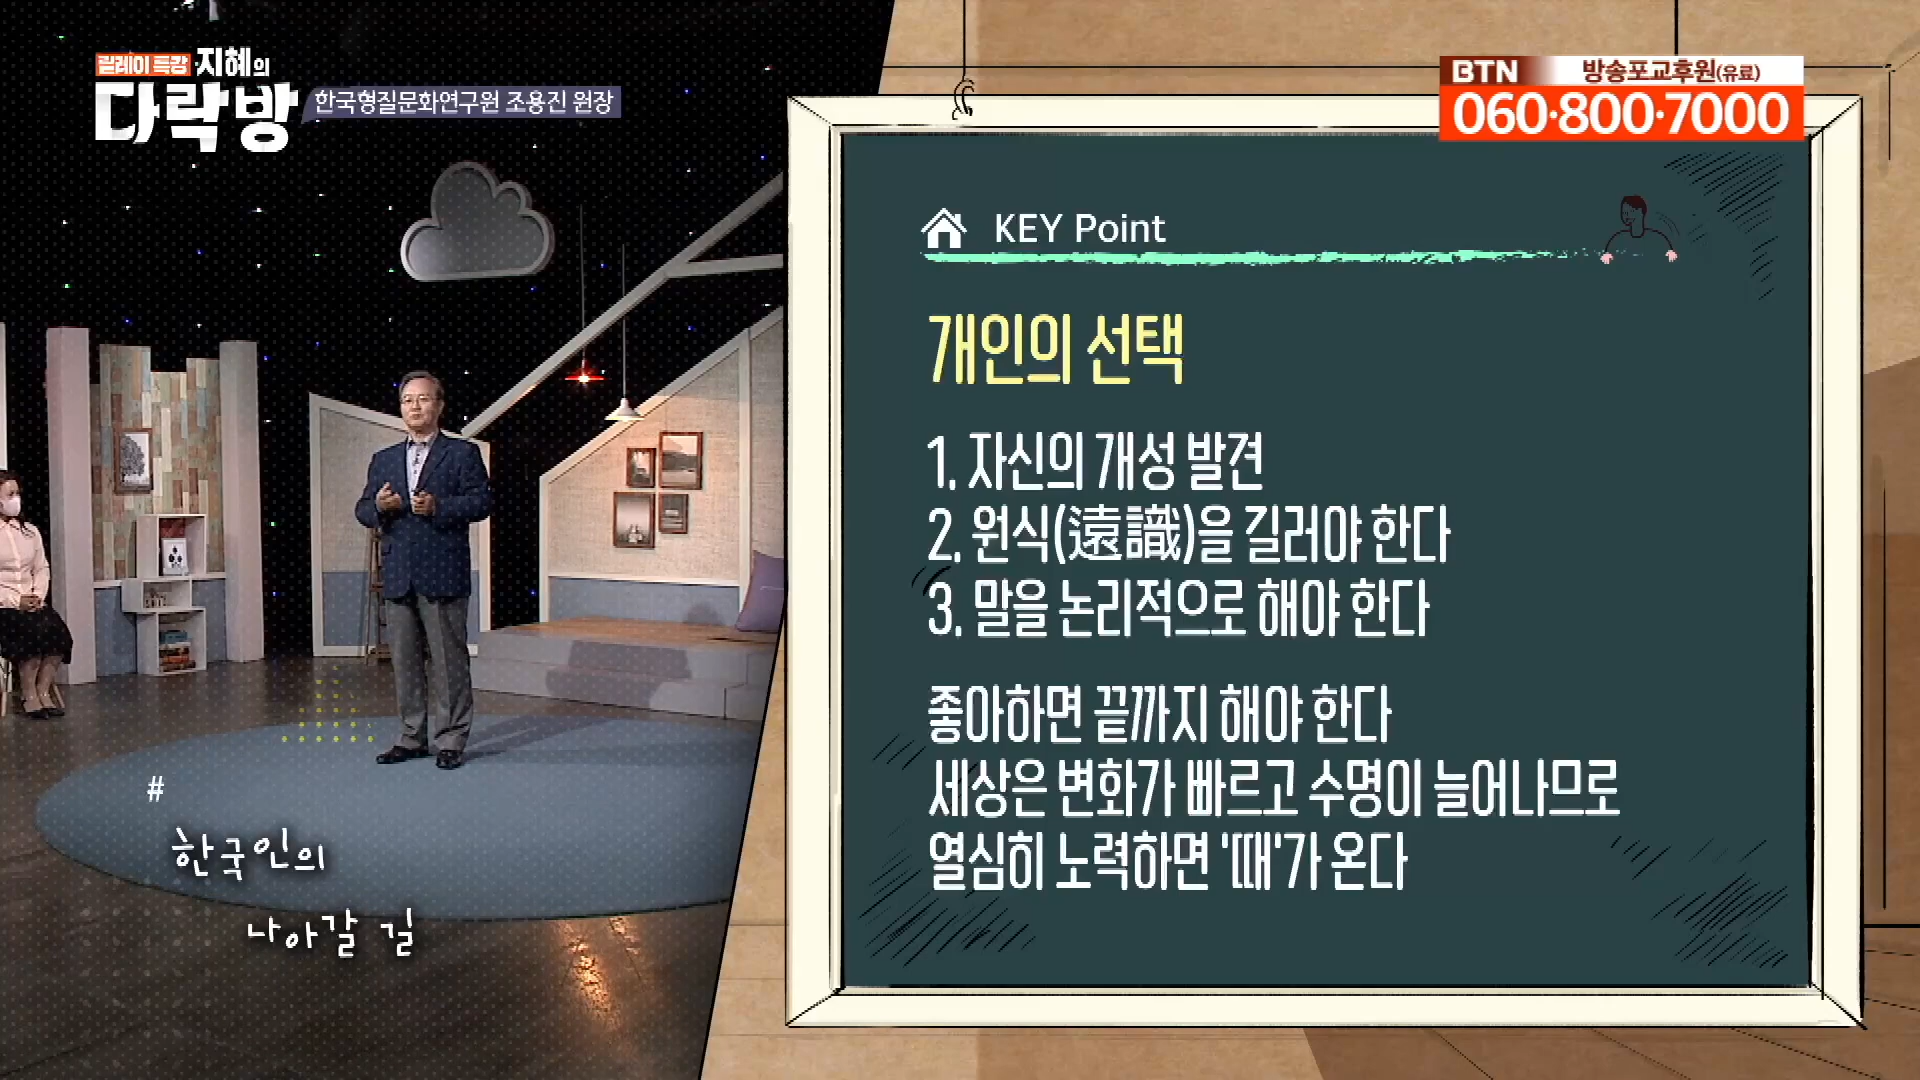 릴레이 특강 지혜의
다락방
한국형질문화연구원 조용진 원장
BTN 방송포교후원(유료)
060·800·7000
KEY Point
개인의 선택
1. 자신의 개성 발견
2. 원식(遠識)을 길러야 한다
3. 말을 논리적으로 해야 한다
좋아하면 끝까지 해야 한다
세상은 변화가 빠르고 수명이 늘어나므로
열심히 노력하면 '때'가 온다
#
한국인의
나아갈 길